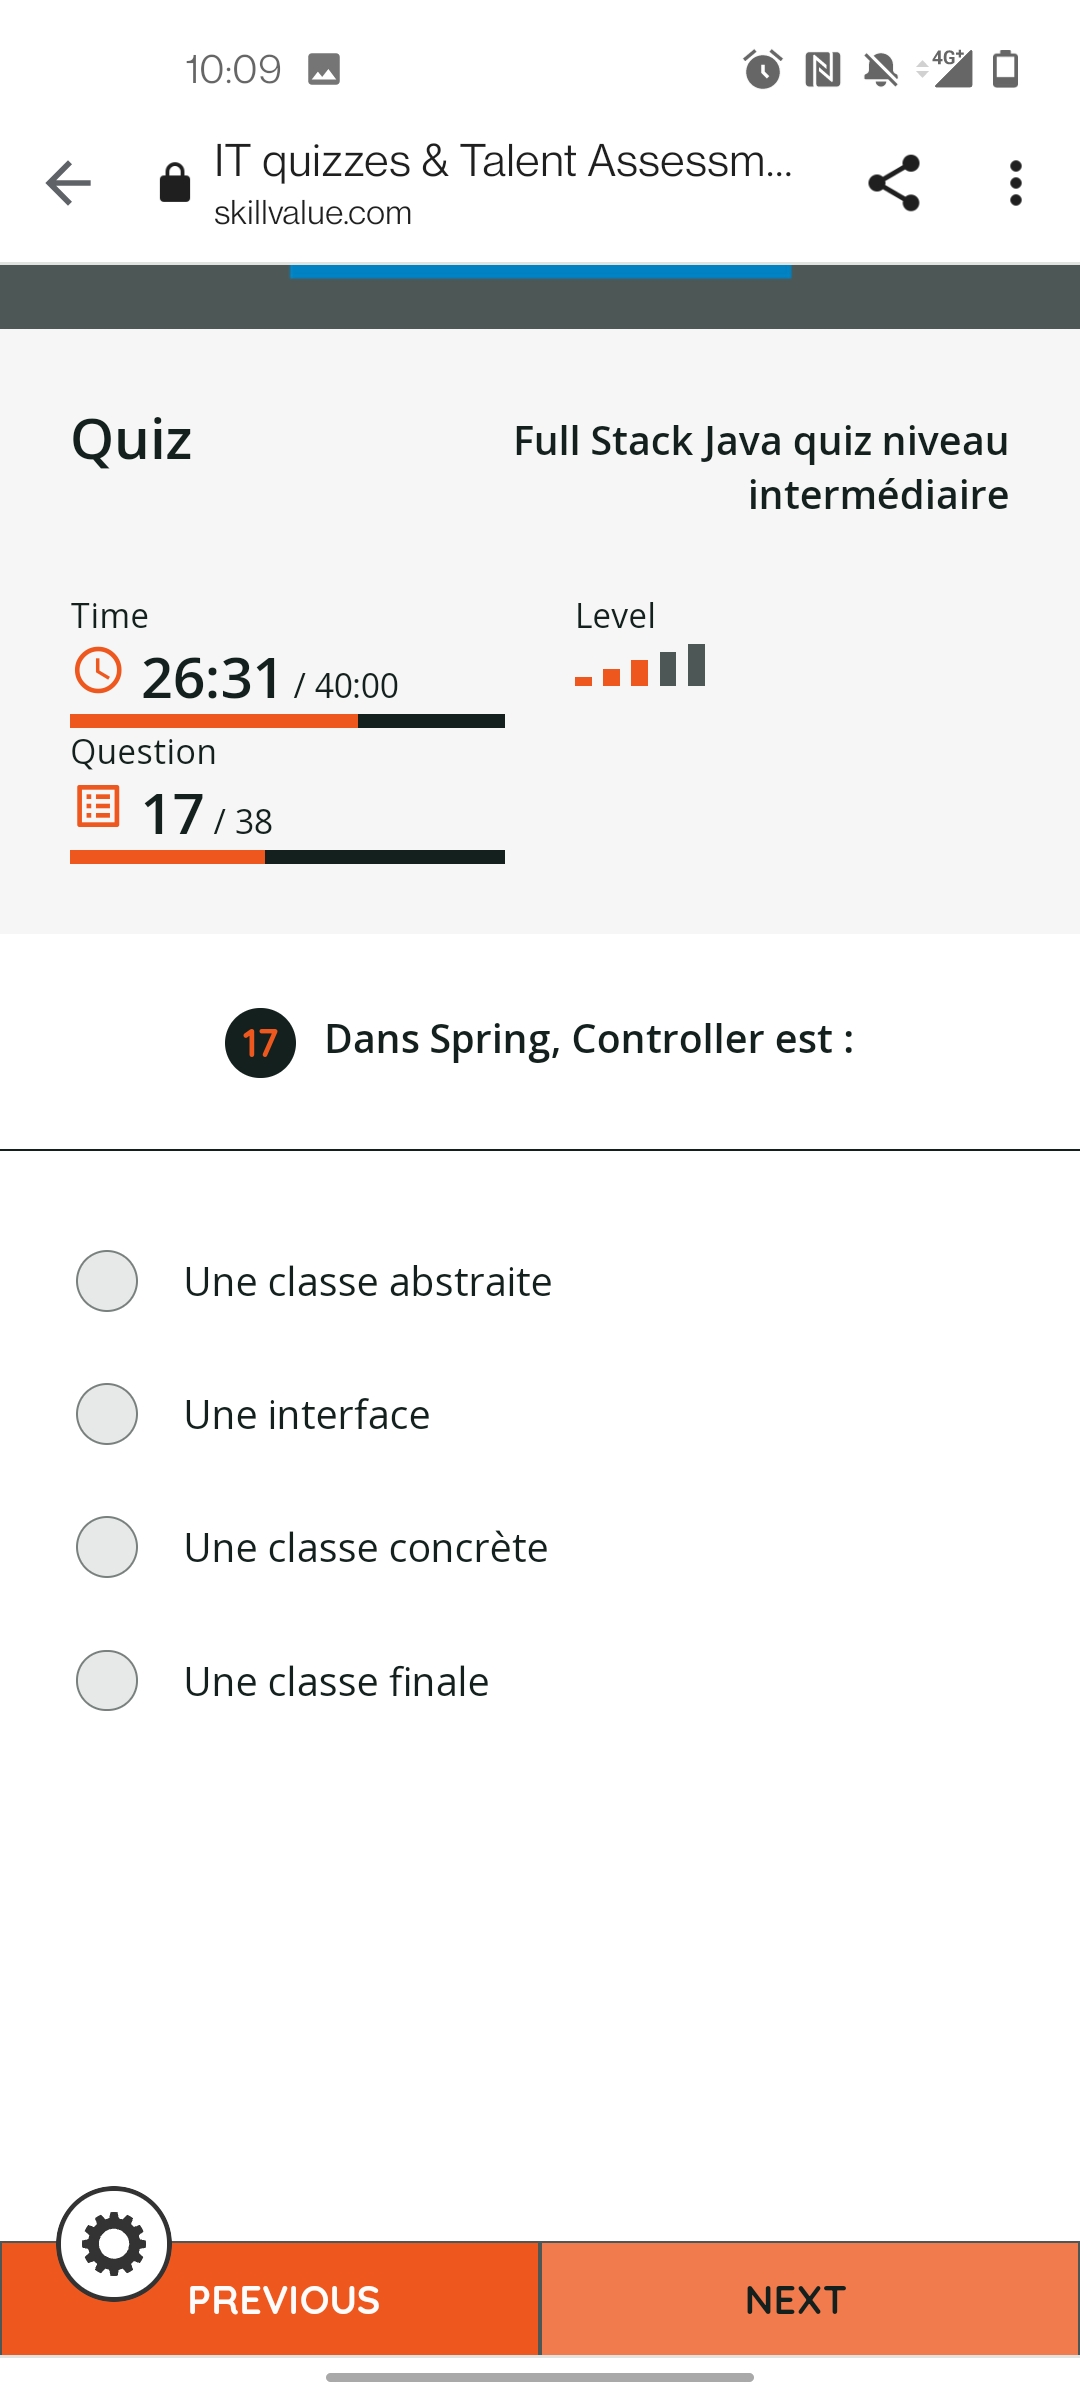 10:09
4G+
IT quizzes & Talent Assessm...
skillvalue.com
Quiz
Full Stack Java quiz niveau
intermédiaire
Time
26:31 / 40:00
Level
Question
17 / 38
17 Dans Spring, Controller est :
Une classe abstraite
Une interface
Une classe concrète
Une classe finale
PREVIOUS
NEXT